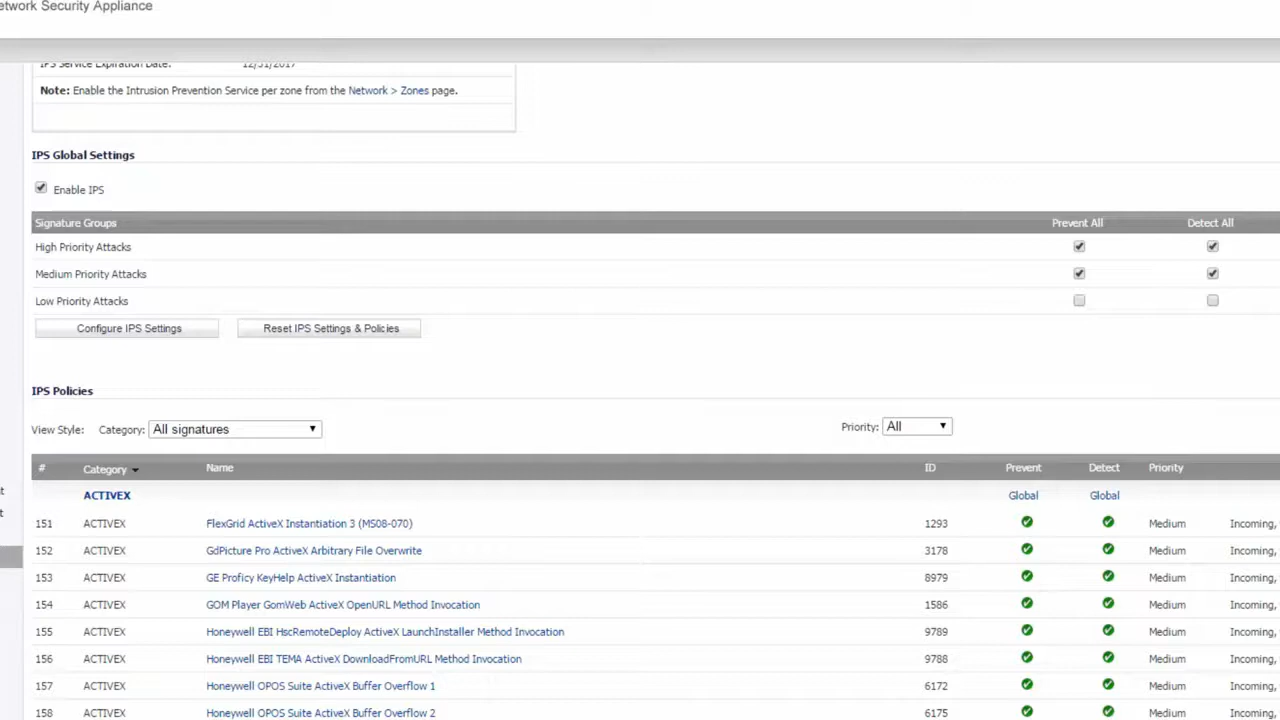 etwork Security Appliance
IPS Service Expiration Date: 12/31/2017
Note: Enable the Intrusion Prevention Service per zone from the Network > Zones page.
IPS Global Settings
Enable IPS
Signature Groups Prevent All Detect All
High Priority Attacks
Medium Priority Attacks
Low Priority Attacks
Configure IPS Settings Reset IPS Settings & Policies
IPS Policies
View Style: Category: All signatures Priority: All
# Category Name ID Prevent Detect Priority
t
ACTIVEX Global Global
t
151 ACTIVEX FlexGrid ActiveX Instantiation 3 (MS08-070) 1293 Medium Incoming,
152 ACTIVEX GdPicture Pro ActiveX Arbitrary File Overwrite 3178 Medium Incoming,
153 ACTIVEX GE Proficy KeyHelp ActiveX Instantiation 8979 Medium Incoming,
154 ACTIVEX GOM Player GomWeb ActiveX OpenURL Method Invocation 1586 Medium Incoming,
155 ACTIVEX Honeywell EBI HscRemoteDeploy ActiveX LaunchInstaller Method Invocation 9789 Medium Incoming,
156 ACTIVEX Honeywell EBI TEMA ActiveX DownloadFromURL Method Invocation 9788 Medium Incoming,
157 ACTIVEX Honeywell OPOS Suite ActiveX Buffer Overflow 1 6172 Medium Incoming,
158 ACTIVEX Honeywell OPOS Suite ActiveX Buffer Overflow 2 6175 Medium Incoming,